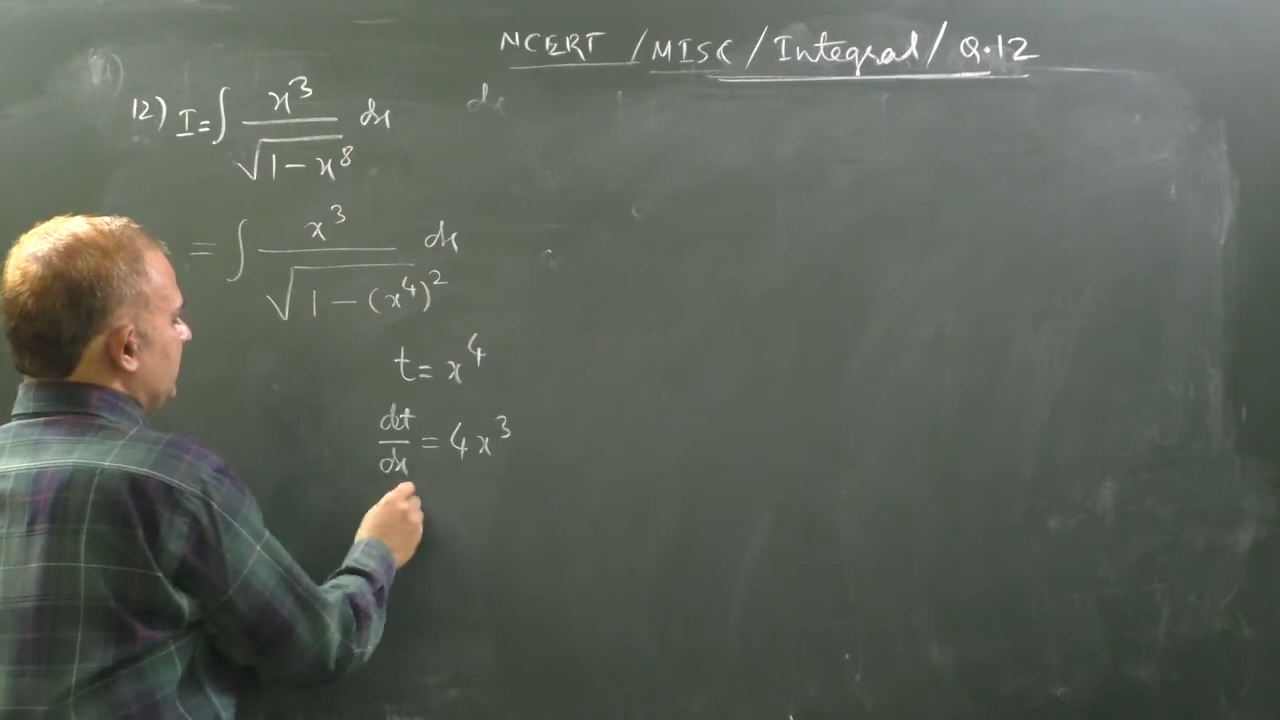 NCERT / MISC / Integral / Q.12
12) I = ∫ x³ / √(1 − x⁸) dx
= ∫ x³ / √(1 − (x⁴)²) dx
t = x⁴
dt/dx = 4x³